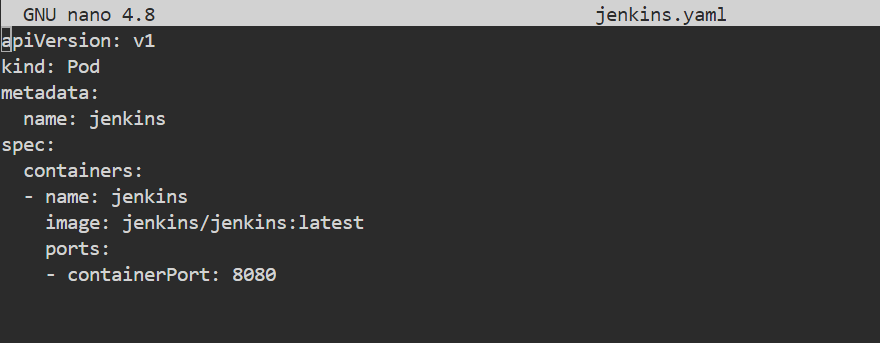 GNU nano 4.8 jenkins.yaml
apiVersion: v1
kind: Pod
metadata:
  name: jenkins
spec:
  containers:
  - name: jenkins
    image: jenkins/jenkins:latest
    ports:
    - containerPort: 8080